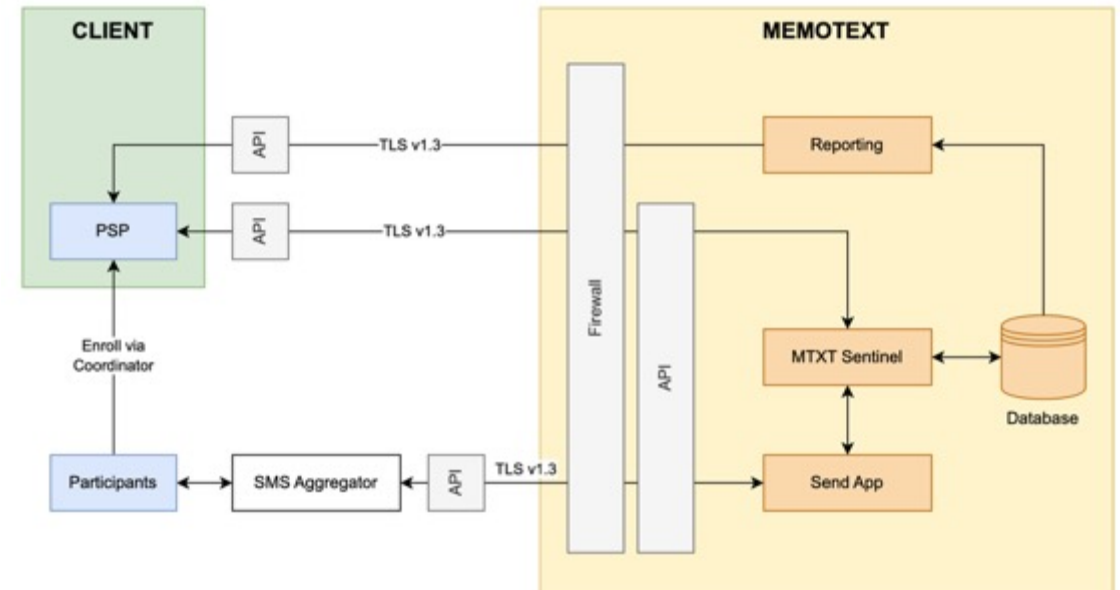 CLIENT
MEMOTEXT
API
TLS v1.3
Reporting
PSP
API
TLS v1.3
Firewall
API
Enroll via
Coordinator
MTXT Sentinel
Database
Participants
SMS Aggregator
API
TLS v1.3
Send App